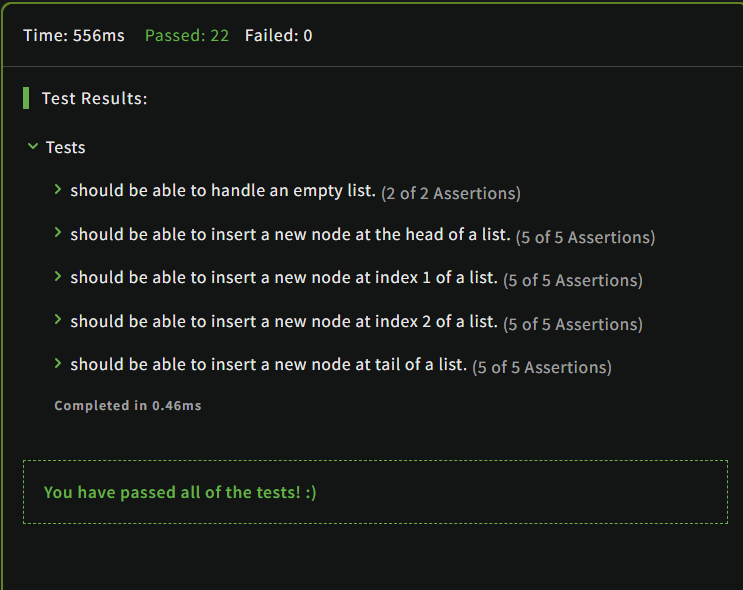 Time: 556ms Passed: 22 Failed: 0
Test Results:
Tests
should be able to handle an empty list. (2 of 2 Assertions)
should be able to insert a new node at the head of a list. (5 of 5 Assertions)
should be able to insert a new node at index 1 of a list. (5 of 5 Assertions)
should be able to insert a new node at index 2 of a list. (5 of 5 Assertions)
should be able to insert a new node at tail of a list. (5 of 5 Assertions)
Completed in 0.46ms
You have passed all of the tests! :)